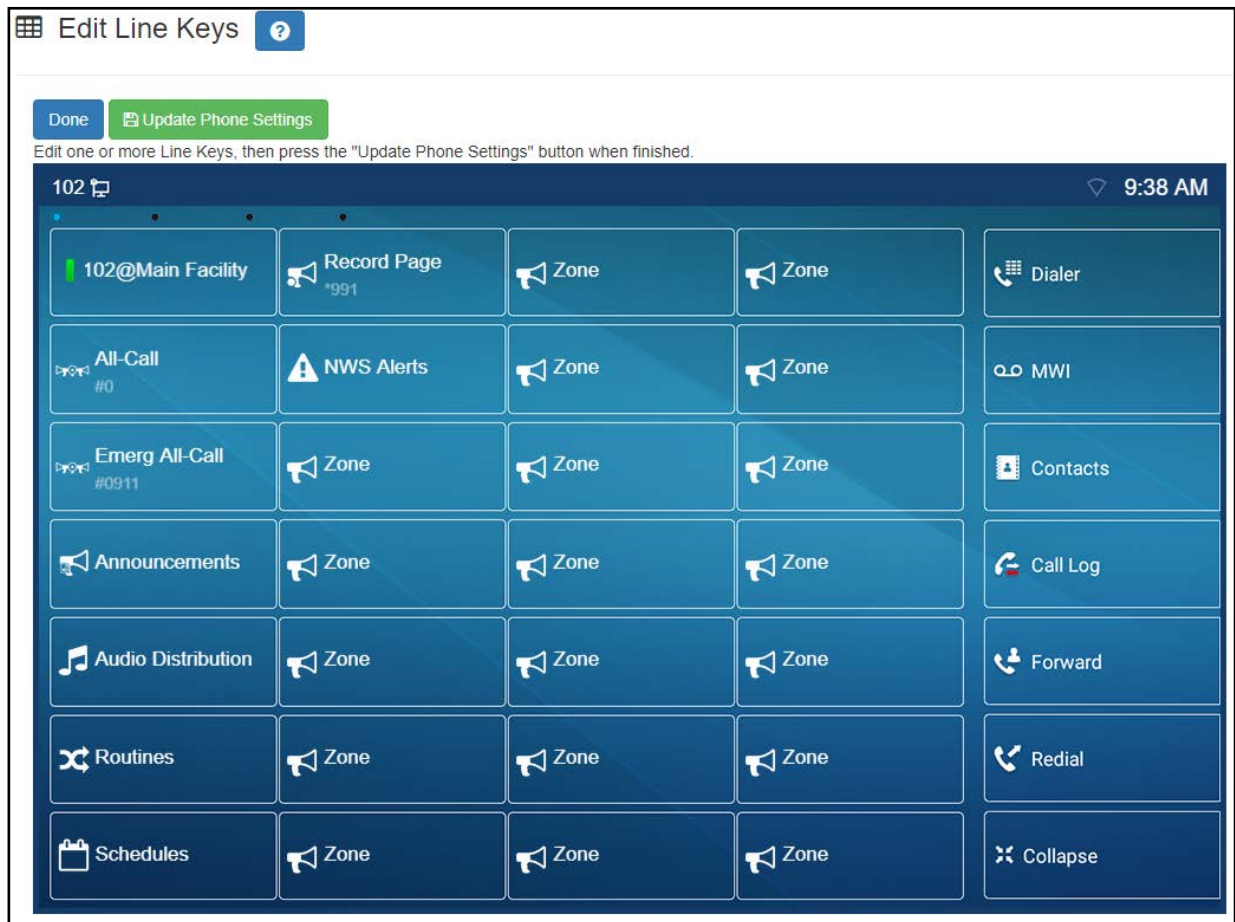 Edit Line Keys ?
Done Update Phone Settings
Edit one or more Line Keys, then press the "Update Phone Settings" button when finished.
102 9:38 AM
102@Main Facility
Record Page
*991
Zone
Zone
Dialer
All-Call
#0
NWS Alerts
Zone
Zone
MWI
Emerg All-Call
#0911
Zone
Zone
Zone
Contacts
Announcements
Zone
Zone
Zone
Call Log
Audio Distribution
Zone
Zone
Zone
Forward
Routines
Zone
Zone
Zone
Redial
Schedules
Zone
Zone
Zone
Collapse